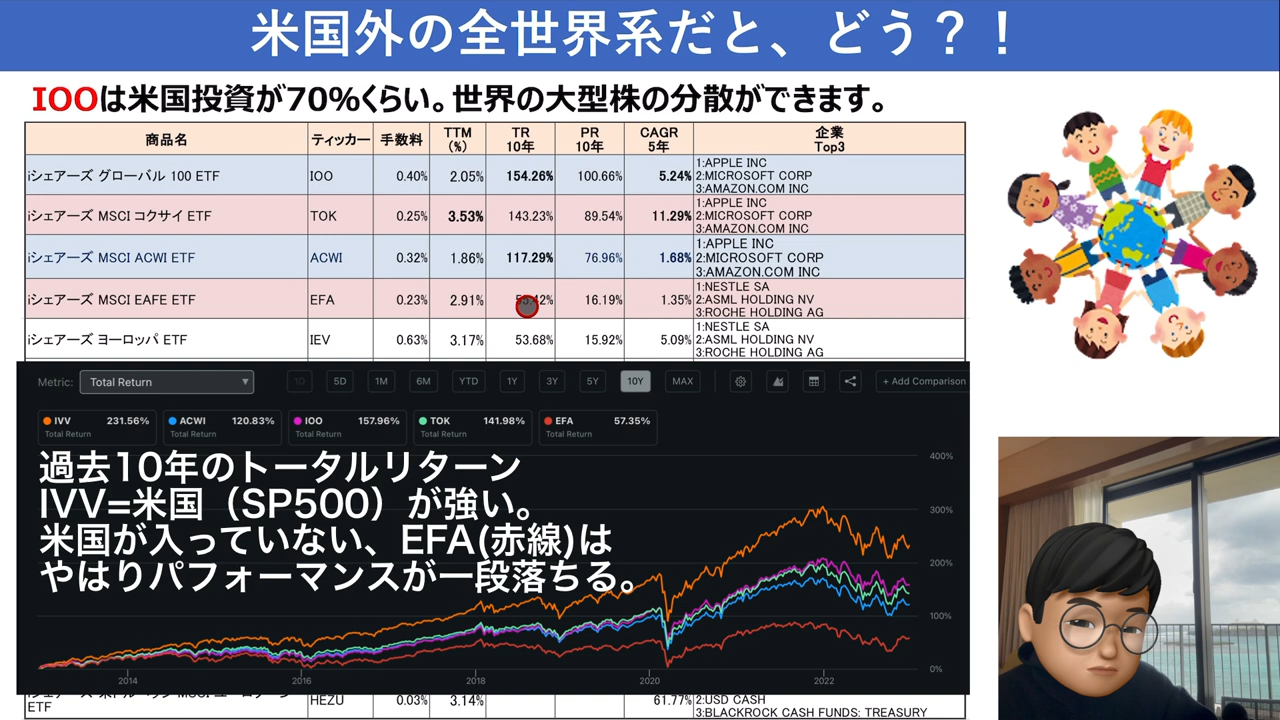 米国外の全世界系だと、どう？！
IOOは米国投資が70%くらい。世界の大型株の分散ができます。
商品名 ティッカー 手数料 TTM (%) TR 10年 PR 10年 CAGR 5年 企業 Top3
iシェアーズ グローバル 100 ETF IOO 0.40% 2.05% 154.26% 100.66% 5.24% 1:APPLE INC
2:MICROSOFT CORP
3:AMAZON.COM INC
iシェアーズ MSCI コクサイ ETF TOK 0.25% 3.53% 143.23% 89.54% 11.29% 1:APPLE INC
2:MICROSOFT CORP
3:AMAZON.COM INC
iシェアーズ MSCI ACWI ETF ACWI 0.32% 1.86% 117.29% 76.96% 1.68% 1:APPLE INC
2:MICROSOFT CORP
3:AMAZON.COM INC
iシェアーズ MSCI EAFE ETF EFA 0.23% 2.91% 16.19% 1.35% 1:NESTLE SA
2:ASML HOLDING NV
3:ROCHE HOLDING AG
iシェアーズ ヨーロッパ ETF IEV 0.63% 3.17% 53.68% 15.92% 5.09% 1:NESTLE SA
2:ASML HOLDING NV
3:ROCHE HOLDING AG
Metric: Total Return 1D 5D 1M 6M YTD 1Y 3Y 5Y 10Y MAX + Add Comparison
IVV 231.56% ACWI 120.83% IOO 157.96% TOK 141.98% EFA 57.35%
Total Return Total Return Total Return Total Return Total Return
400%
過去10年のトータルリターン
IVV=米国（SP500）が強い。
300%
米国が入っていない、EFA(赤線)は
200%
やはりパフォーマンスが一段落ちる。
100%
0%
2014 2016 2018 2020 2022
ETF HEZU 0.03% 3.14% 61.77% 2:USD CASH
3:BLACKROCK CASH FUNDS: TREASURY